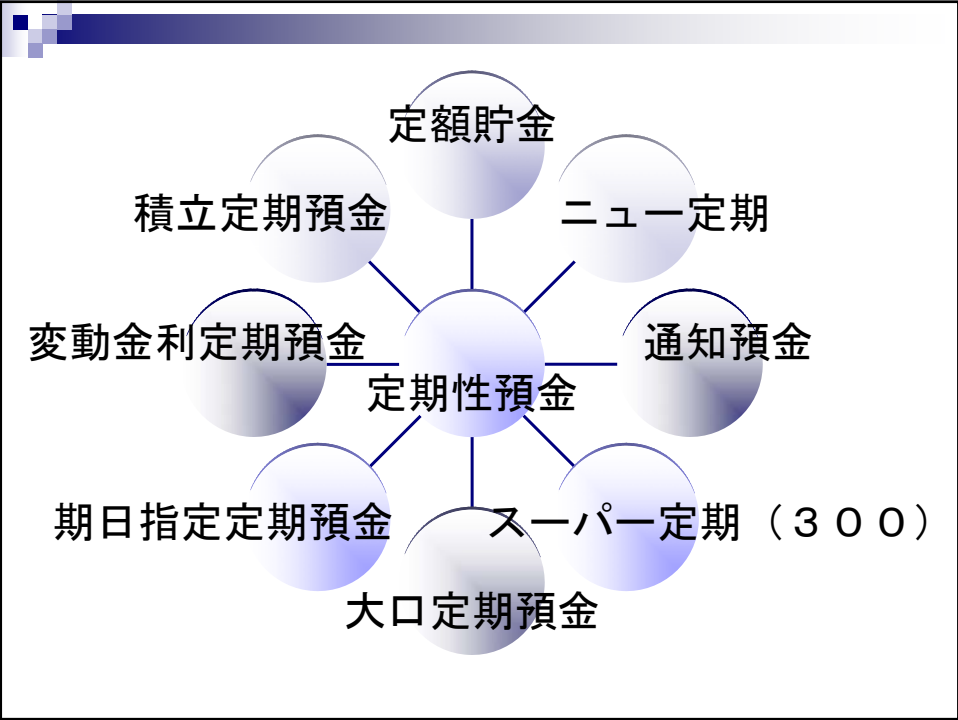 定額貯金
積立定期預金
ニュー定期
変動金利定期預金
通知預金
定期性預金
期日指定定期預金
スーパー定期（３００）
大口定期預金